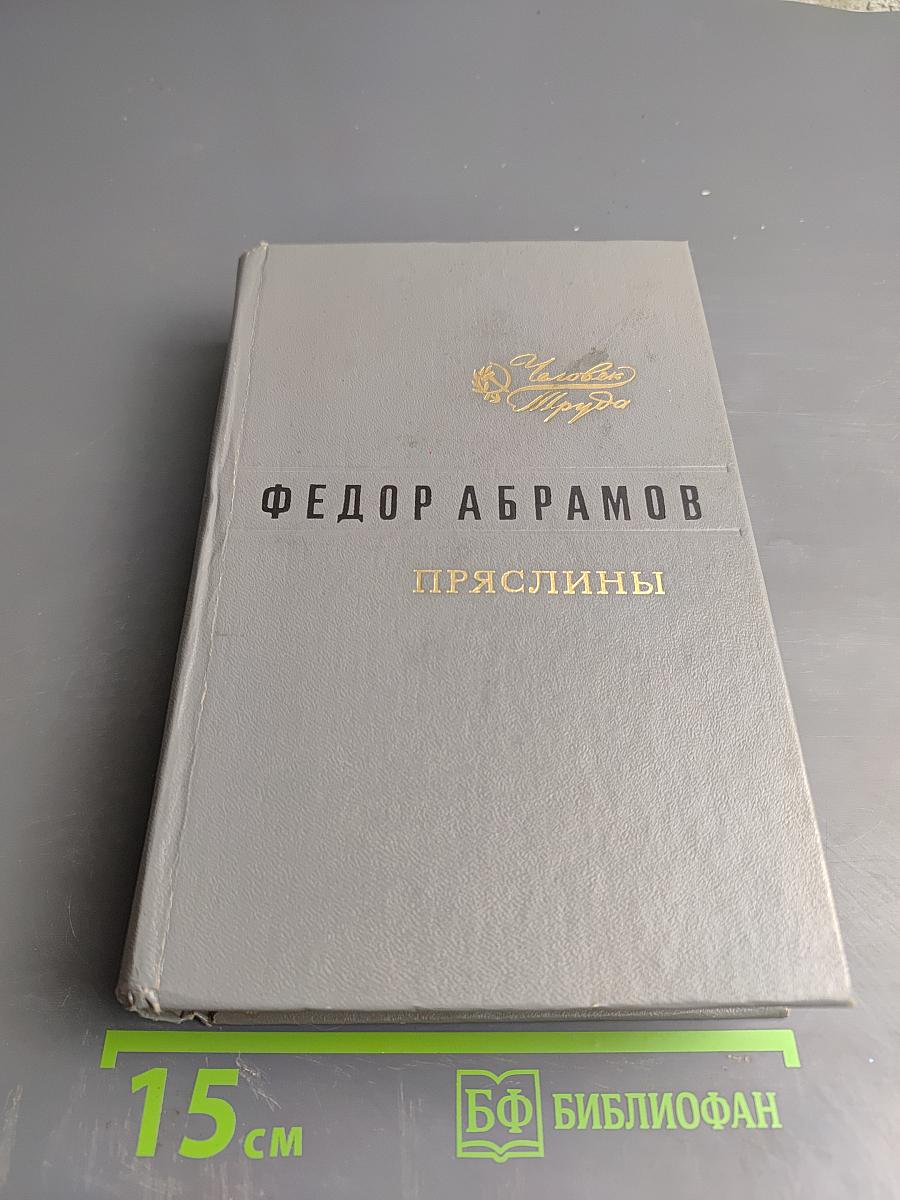 Человек
Труда
ФЕДОР АБРАМОВ
ПРЯСЛИНЫ
15 см
БФ БИБЛИОФАН